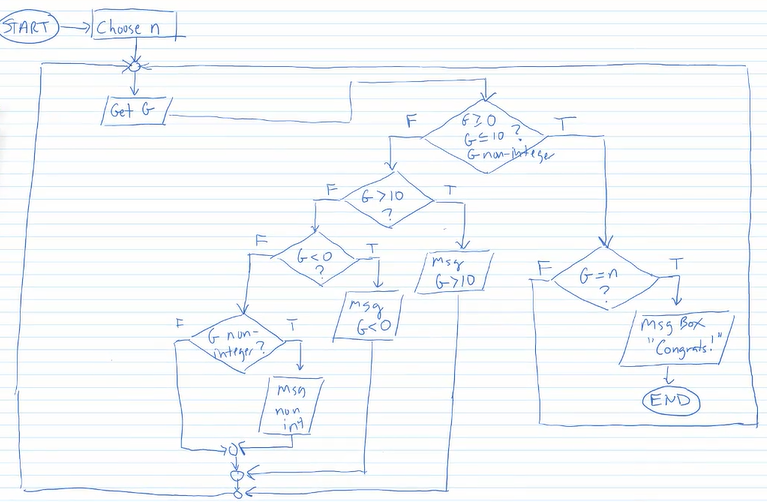 START
Choose n
Get G
F
G ≥ 0
G ≤ 10 ?
G non-integer
T
F
G > 10
?
T
F
G < 0
?
T
msg
G > 10
F
G = n
?
T
msg
G < 0
F
G non-
integer?
T
Msg Box
"Congrats!"
msg
non
int
END